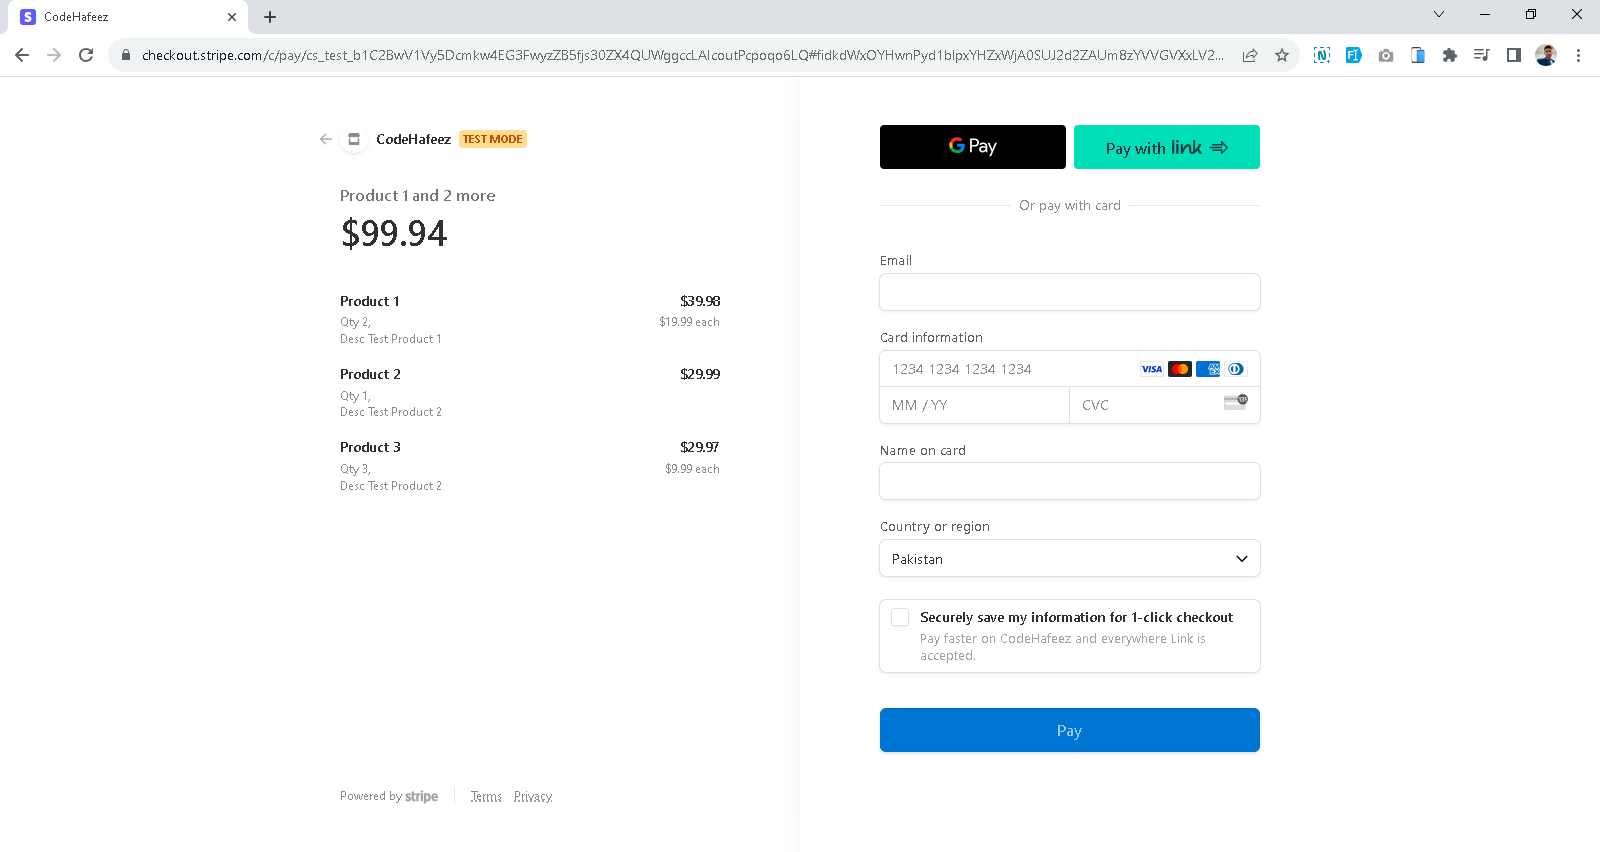 CodeHafeez
checkout.stripe.com/c/pay/cs_test_b1C2BwV1Vy5Dcmkw4EG3FwyzZB5fjs30ZX4QUWggccLAIcoutPcpoqo6LQ#fidkdWxOYHwnPyd1blpxYHZxWjA0SUJ2d2ZAUm8zYVVGVXxLV2...
CodeHafeez TEST MODE
Product 1 and 2 more
$99.94
Product 1 $39.98
Qty 2, $19.99 each
Desc Test Product 1
Product 2 $29.99
Qty 1,
Desc Test Product 2
Product 3 $29.97
Qty 3, $9.99 each
Desc Test Product 2
Powered by stripe Terms Privacy
G Pay Pay with link
Or pay with card
Email
Card information
1234 1234 1234 1234 VISA
MM / YY CVC 135
Name on card
Country or region
Pakistan
Securely save my information for 1-click checkout
Pay faster on CodeHafeez and everywhere Link is
accepted.
Pay